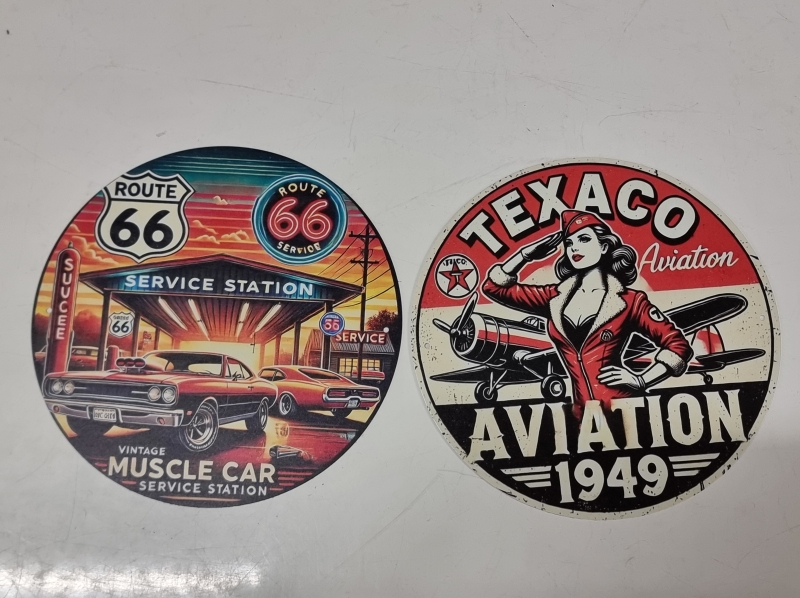 ROUTE
66
ROUTE
66
SERVICE
SERVICE STATION
SUVCEE
66
66
SERVICE
VINTAGE
MUSCLE CAR
SERVICE STATION
TEXACO
Aviation
T
AVIATION
1949